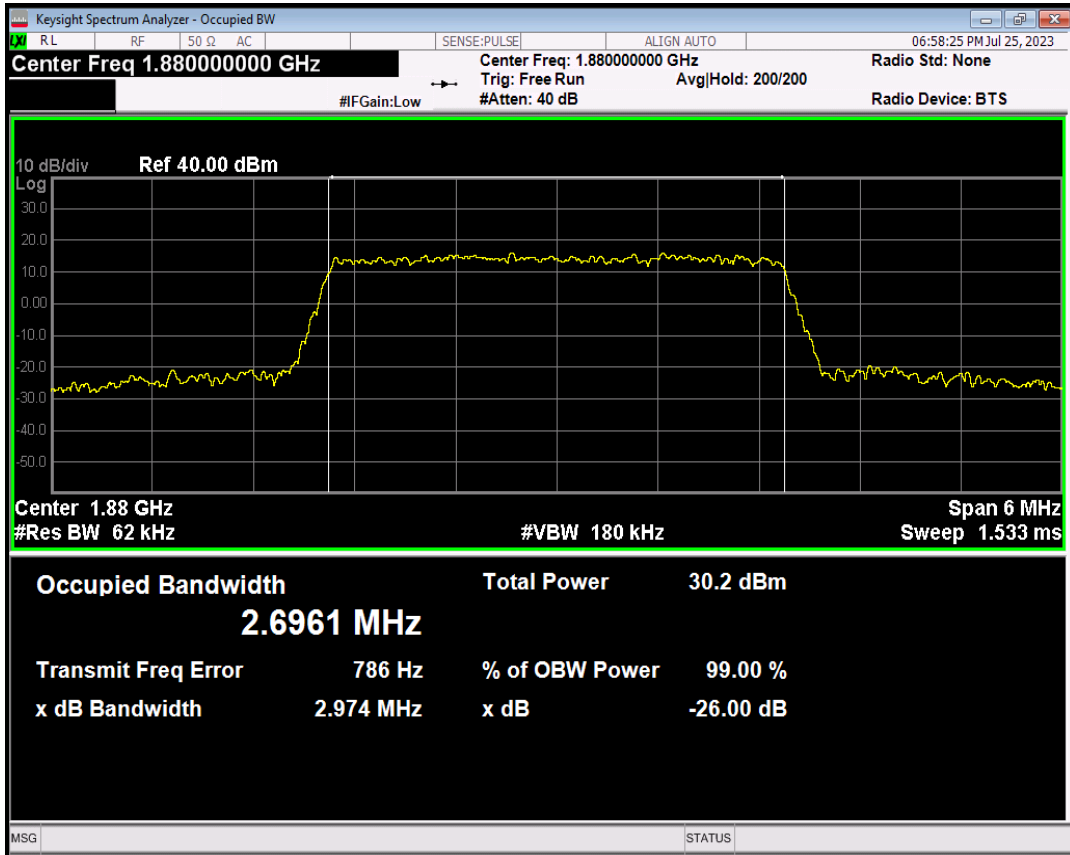 Keysight Spectrum Analyzer - Occupied BW
LXI RL RF 50 Ω AC SENSE:PULSE ALIGN AUTO 06:58:25 PM Jul 25, 2023
Center Freq 1.880000000 GHz
Center Freq: 1.880000000 GHz
Radio Std: None
Trig: Free Run Avg|Hold: 200/200
#IFGain:Low #Atten: 40 dB Radio Device: BTS
10 dB/div Ref 40.00 dBm
Log
30.0
20.0
10.0
0.00
-10.0
-20.0
-30.0
-40.0
-50.0
Center 1.88 GHz Span 6 MHz
#Res BW 62 kHz #VBW 180 kHz Sweep 1.533 ms
Occupied Bandwidth Total Power 30.2 dBm
2.6961 MHz
Transmit Freq Error 786 Hz % of OBW Power 99.00 %
x dB Bandwidth 2.974 MHz x dB -26.00 dB
MSG STATUS